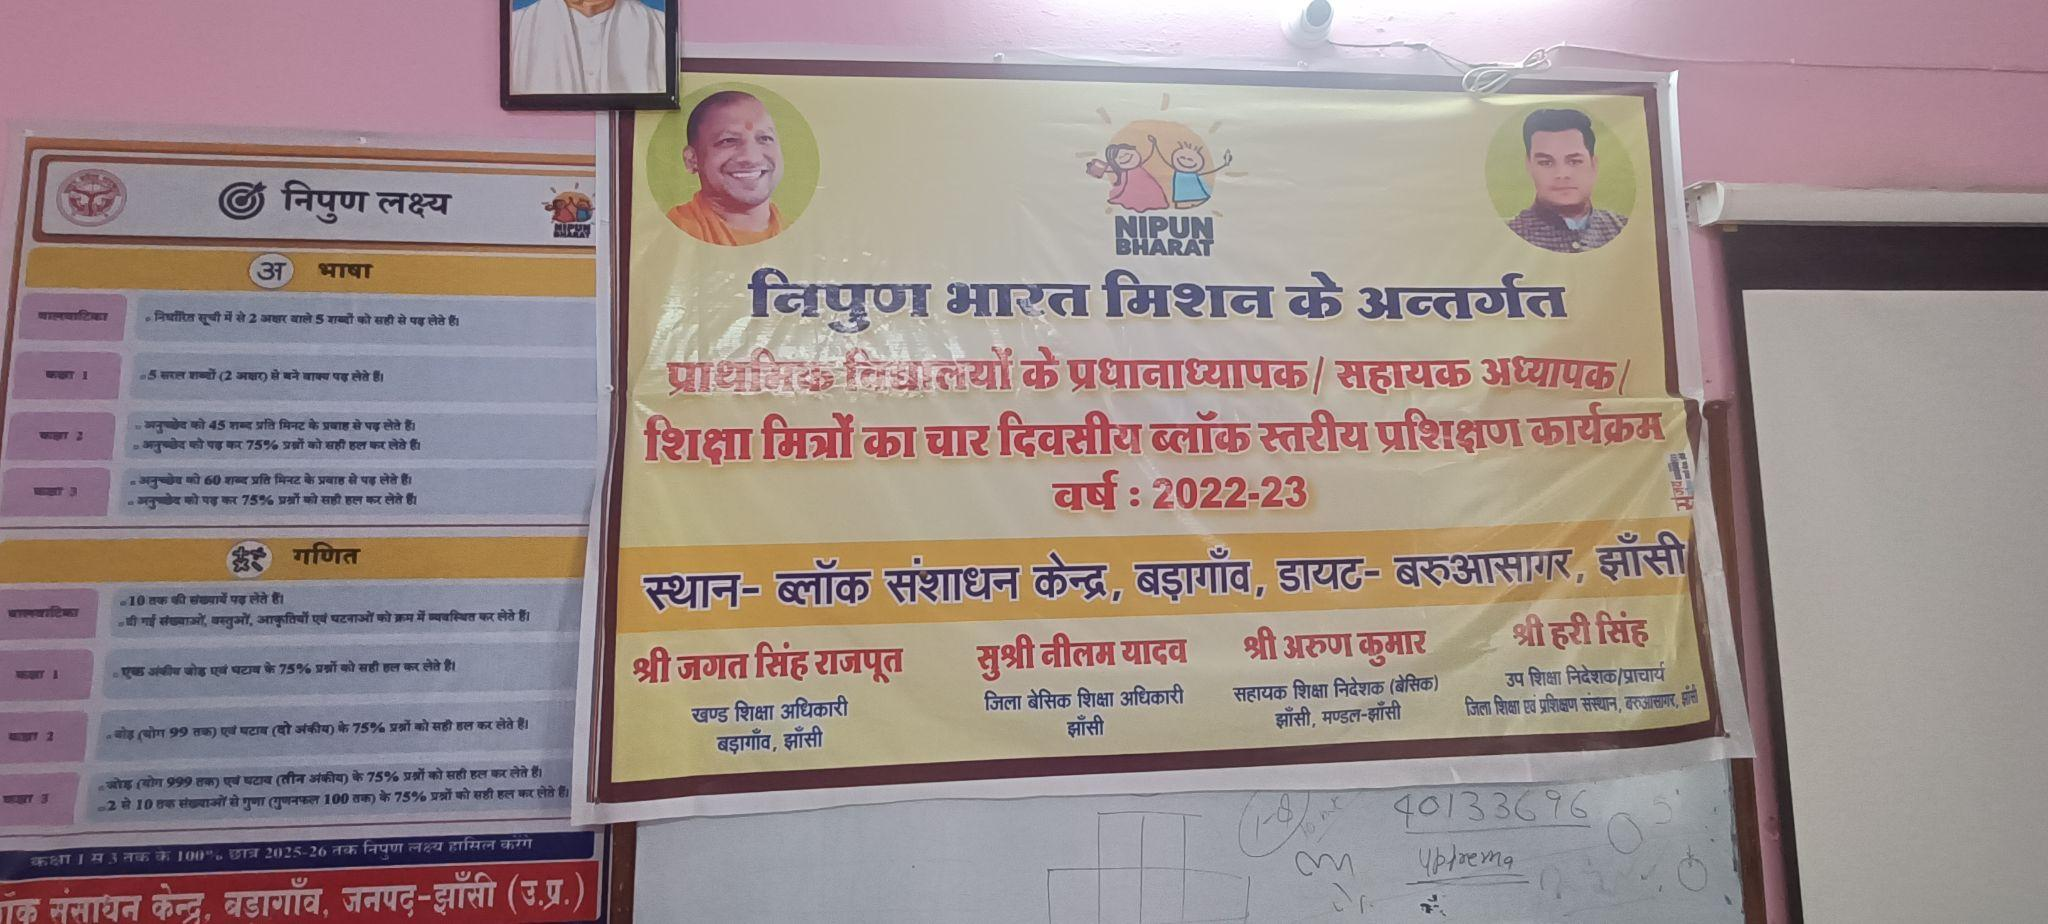 निपुण लक्ष्य
NIPUN
BHARAT
अ भाषा
बालवाटिका
निर्धारित सूची में से 2 अक्षर वाले 5 शब्दों को सही से पढ़ लेते हैं।
कक्षा 1
5 सरल शब्दों (2 अक्षर) से बने वाक्य पढ़ लेते हैं।
कक्षा 2
अनुच्छेद को 45 शब्द प्रति मिनट के प्रवाह से पढ़ लेते हैं।
अनुच्छेद को पढ़ कर 75% प्रश्नों को सही हल कर लेते हैं।
कक्षा 3
अनुच्छेद को 60 शब्द प्रति मिनट के प्रवाह से पढ़ लेते हैं।
अनुच्छेद को पढ़ कर 75% प्रश्नों को सही हल कर लेते हैं।
गणित
बालवाटिका
10 तक की संख्यायें पढ़ लेते हैं।
दी गई संख्याओं, वस्तुओं, आकृतियों एवं घटनाओं को क्रम में व्यवस्थित कर लेते हैं।
कक्षा 1
एक अंकीय जोड़ एवं घटाव के 75% प्रश्नों को सही हल कर लेते हैं।
कक्षा 2
जोड़ (योग 99 तक) एवं घटाव (दो अंकीय) के 75% प्रश्नों को सही हल कर लेते हैं।
कक्षा 3
जोड़ (योग 999 तक) एवं घटाव (तीन अंकीय) के 75% प्रश्नों को सही हल कर लेते हैं।
2 से 10 तक संख्याओं से गुणा (गुणनफल 100 तक) के 75% प्रश्नों को सही हल कर लेते हैं।
कक्षा 1 से 3 तक के 100% छात्र 2025-26 तक निपुण लक्ष्य हासिल करेंगे
संसाधन केन्द्र, बडागाँव, जनपद-झाँसी (उ.प्र.)
NIPUN
BHARAT
निपुण भारत मिशन के अन्तर्गत
प्राथमिक विद्यालयों के प्रधानाध्यापक/ सहायक अध्यापक/
शिक्षा मित्रों का चार दिवसीय ब्लॉक स्तरीय प्रशिक्षण कार्यक्रम
वर्ष : 2022-23
स्थान- ब्लॉक संशाधन केन्द्र, बड़ागाँव, डायट- बरुआसागर, झाँसी
श्री जगत सिंह राजपूत
खण्ड शिक्षा अधिकारी
बड़ागाँव, झाँसी
सुश्री नीलम यादव
जिला बेसिक शिक्षा अधिकारी
झाँसी
श्री अरुण कुमार
सहायक शिक्षा निदेशक (बेसिक)
झाँसी, मण्डल-झाँसी
श्री हरी सिंह
उप शिक्षा निदेशक/प्राचार्य
जिला शिक्षा एवं प्रशिक्षण संस्थान, बरुआसागर, झाँसी
40133696